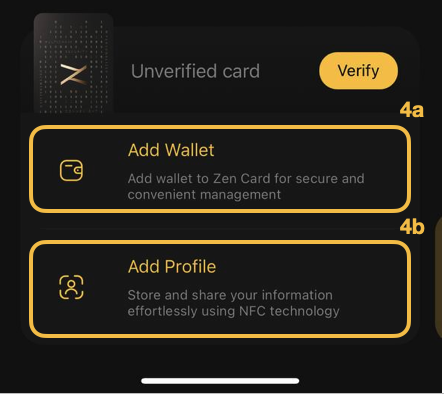 Unverified card
Verify
4a
Add Wallet
Add wallet to Zen Card for secure and
convenient management
4b
Add Profile
Store and share your information
effortlessly using NFC technology